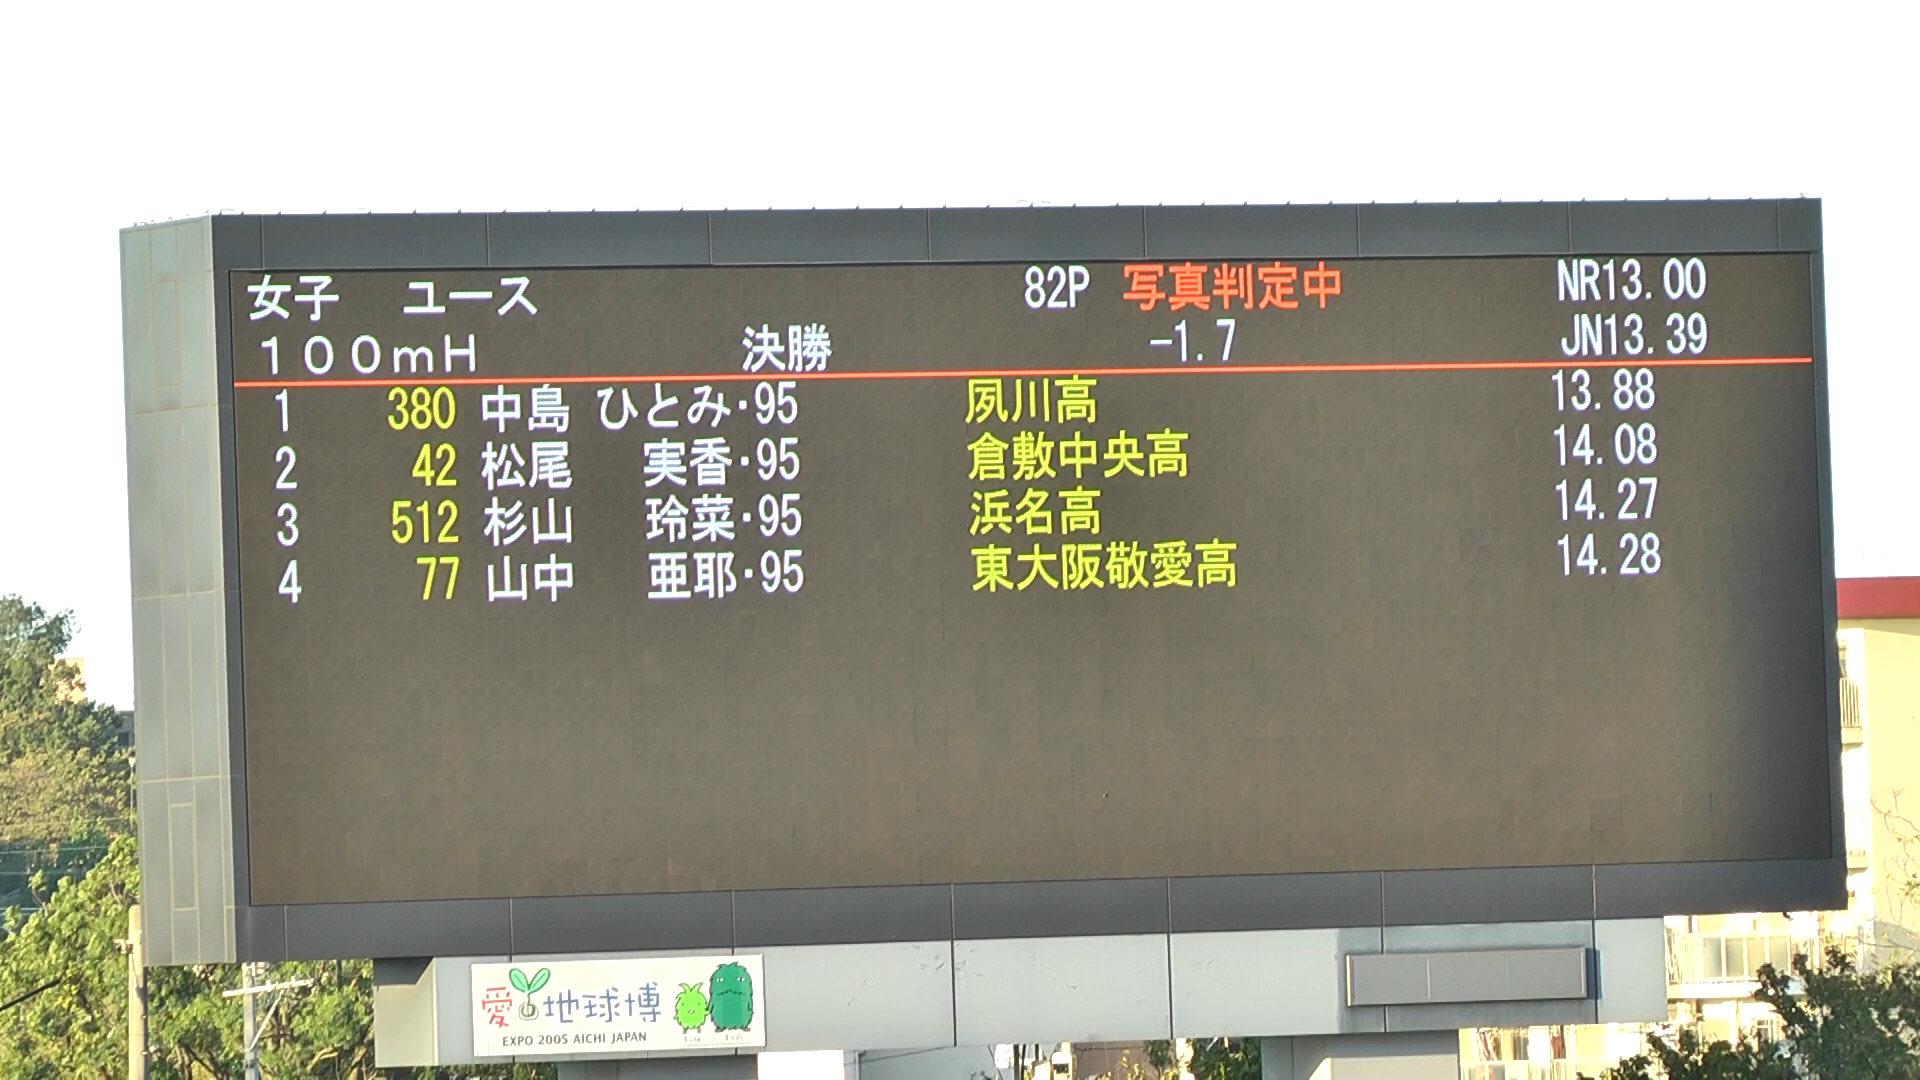 女子 ユース 82P 写真判定中 NR13.00
100mH 決勝 -1.7 JN13.39
1 380 中島 ひとみ・95 夙川高 13.88
2 42 松尾 実香・95 倉敷中央高 14.08
3 512 杉山 玲菜・95 浜名高 14.27
4 77 山中 亜耶・95 東大阪敬愛高 14.28
愛・地球博
EXPO 2005 AICHI JAPAN